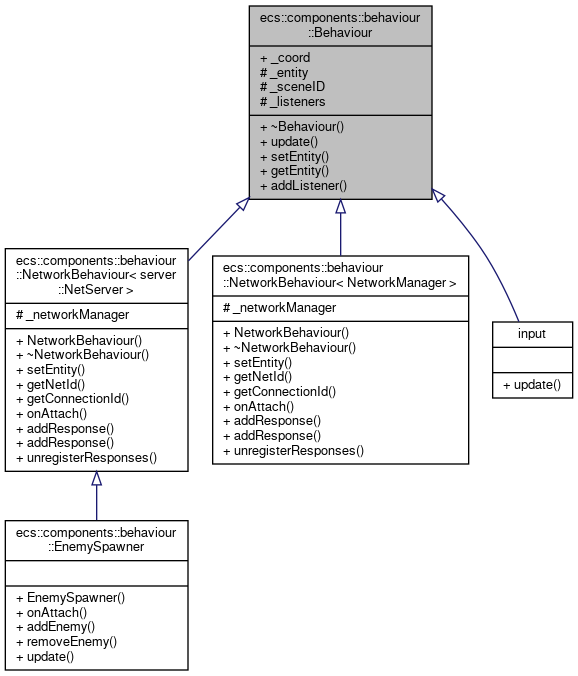 ecs::components::behaviour
::Behaviour
+ _coord
# _entity
# _sceneID
# _listeners
+ ~Behaviour()
+ update()
+ setEntity()
+ getEntity()
+ addListener()
ecs::components::behaviour
::NetworkBehaviour< server
::NetServer >
# _networkManager
+ NetworkBehaviour()
+ ~NetworkBehaviour()
+ setEntity()
+ getNetId()
+ getConnectionId()
+ onAttach()
+ addResponse()
+ addResponse()
+ unregisterResponses()
ecs::components::behaviour
::NetworkBehaviour< NetworkManager >
# _networkManager
+ NetworkBehaviour()
+ ~NetworkBehaviour()
+ setEntity()
+ getNetId()
+ getConnectionId()
+ onAttach()
+ addResponse()
+ addResponse()
+ unregisterResponses()
input
+ update()
ecs::components::behaviour
::EnemySpawner
+ EnemySpawner()
+ onAttach()
+ addEnemy()
+ removeEnemy()
+ update()